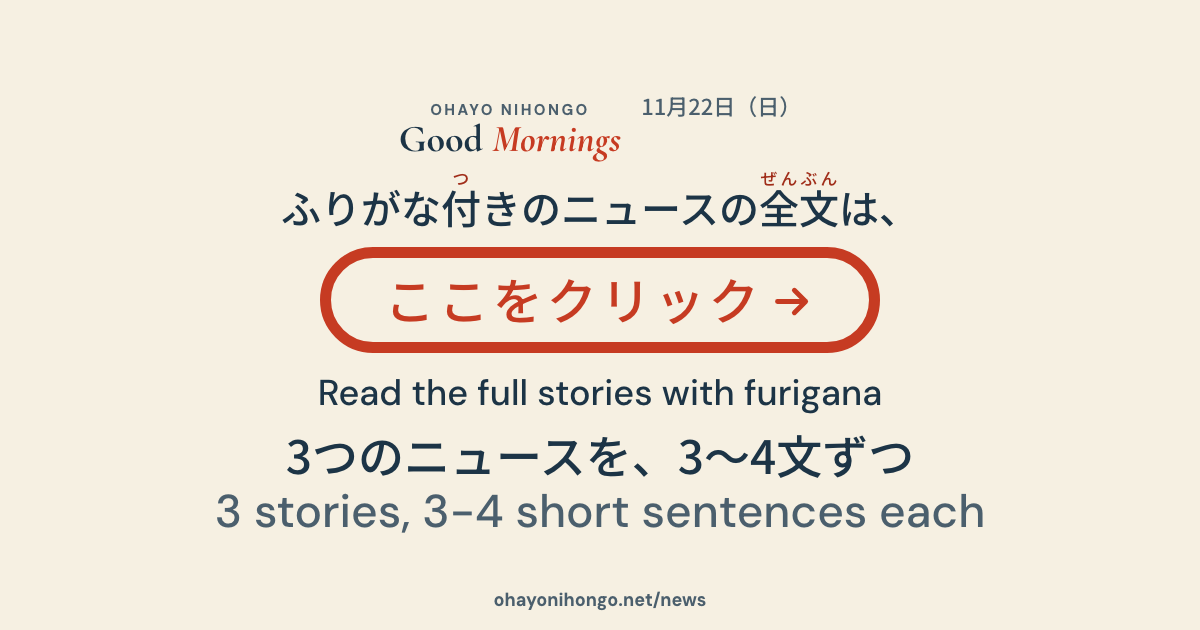 OHAYO NIHONGO
11月22日（日）
Good Mornings
つ ぜんぶん
ふりがな付きのニュースの全文は、
ここをクリック →
Read the full stories with furigana
3つのニュースを、3〜4文ずつ
3 stories, 3–4 short sentences each
ohayonihongo.net/news